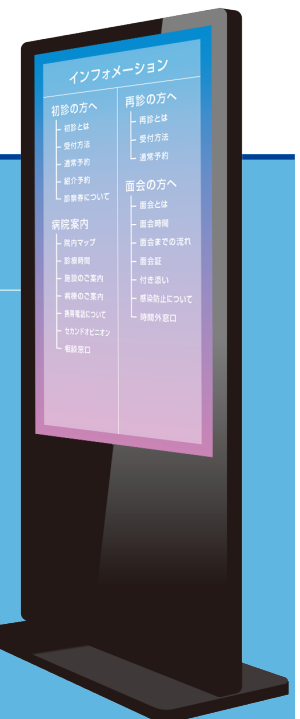 インフォメーション
初診の方へ
初診とは
受付方法
通常予約
紹介予約
診察券について
病院案内
院内マップ
診療時間
施設のご案内
病棟のご案内
携帯電話について
セカンドオピニオン
相談窓口
再診の方へ
再診とは
受付方法
通常予約
面会の方へ
面会とは
面会時間
面会までの流れ
面会証
付き添い
感染防止について
時間外窓口